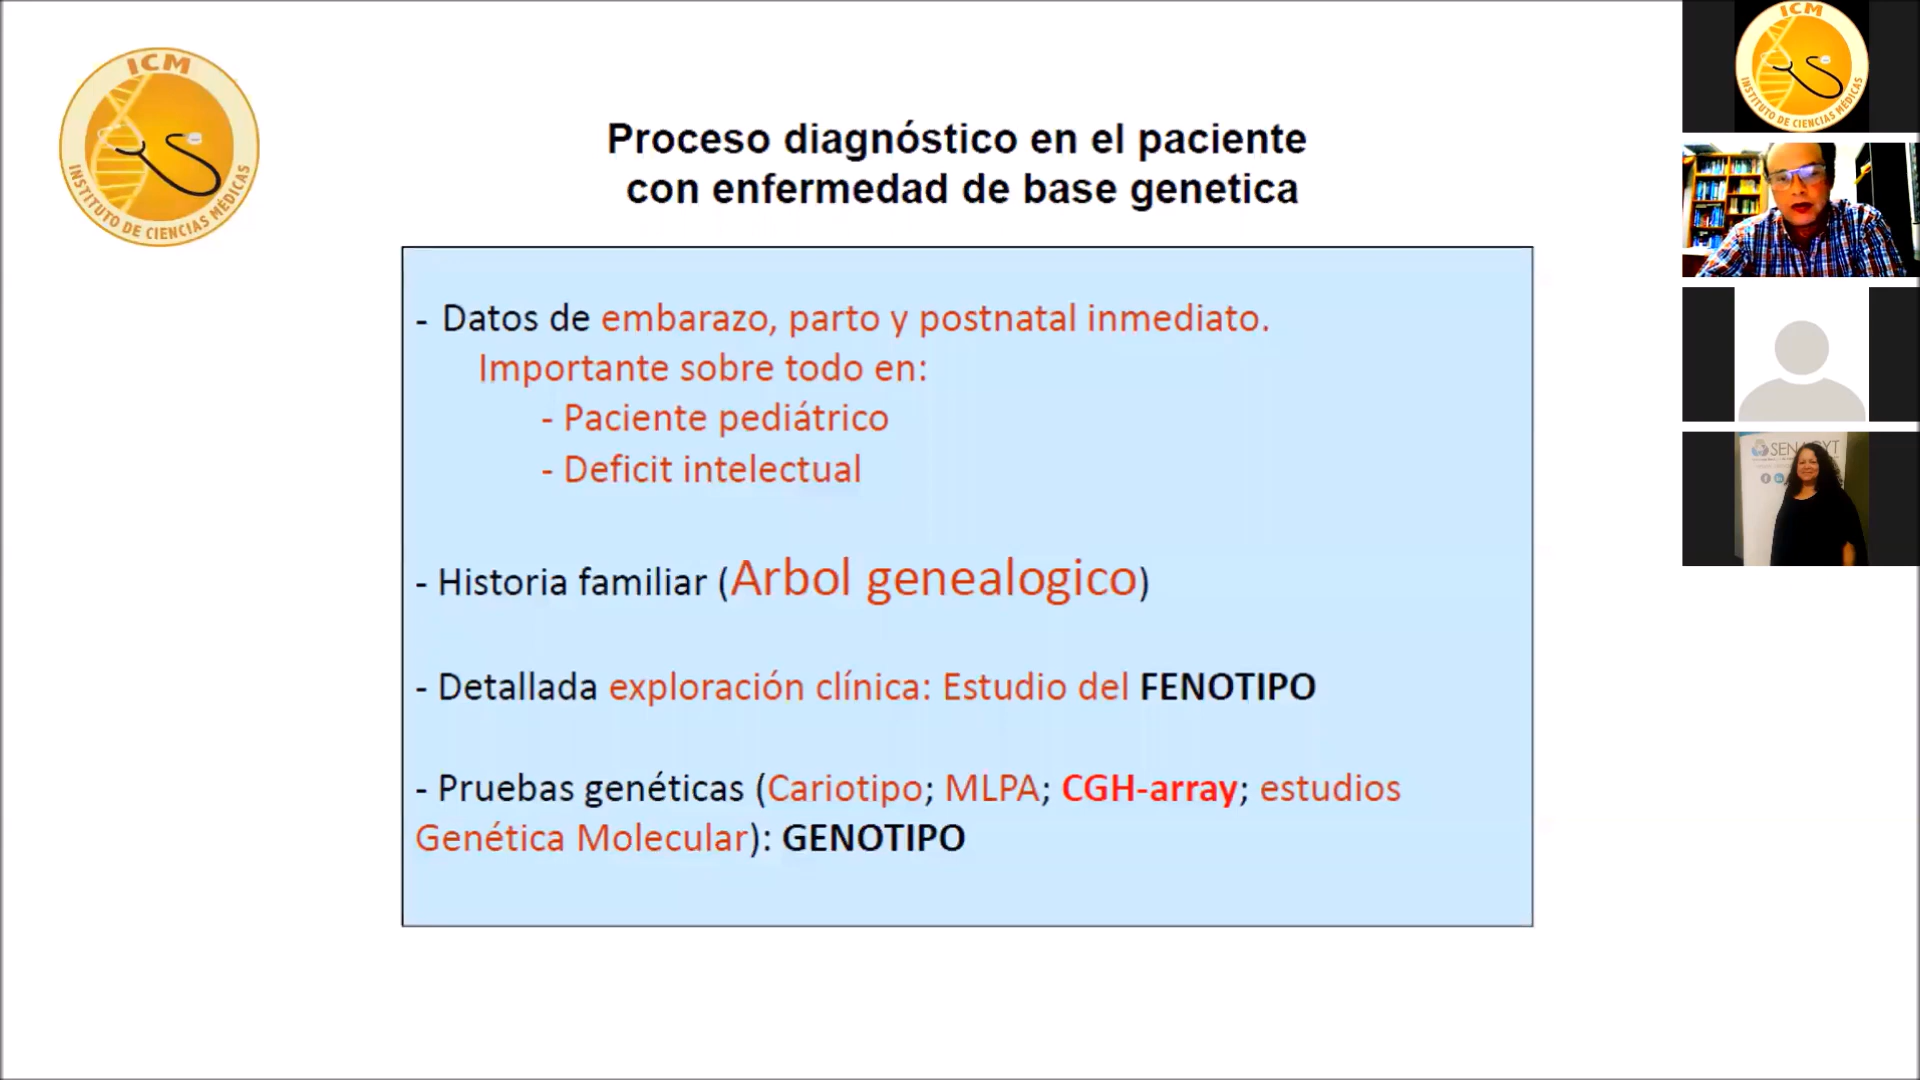 ICM
INSTITUTO DE CIENCIAS MÉDICAS
Proceso diagnóstico en el paciente
con enfermedad de base genetica
- Datos de embarazo, parto y postnatal inmediato.
Importante sobre todo en:
- Paciente pediátrico
- Deficit intelectual
- Historia familiar (Arbol genealogico)
- Detallada exploración clínica: Estudio del FENOTIPO
- Pruebas genéticas (Cariotipo; MLPA; CGH-array; estudios
Genética Molecular): GENOTIPO
ICM
INSTITUTO DE CIENCIAS MÉDICAS